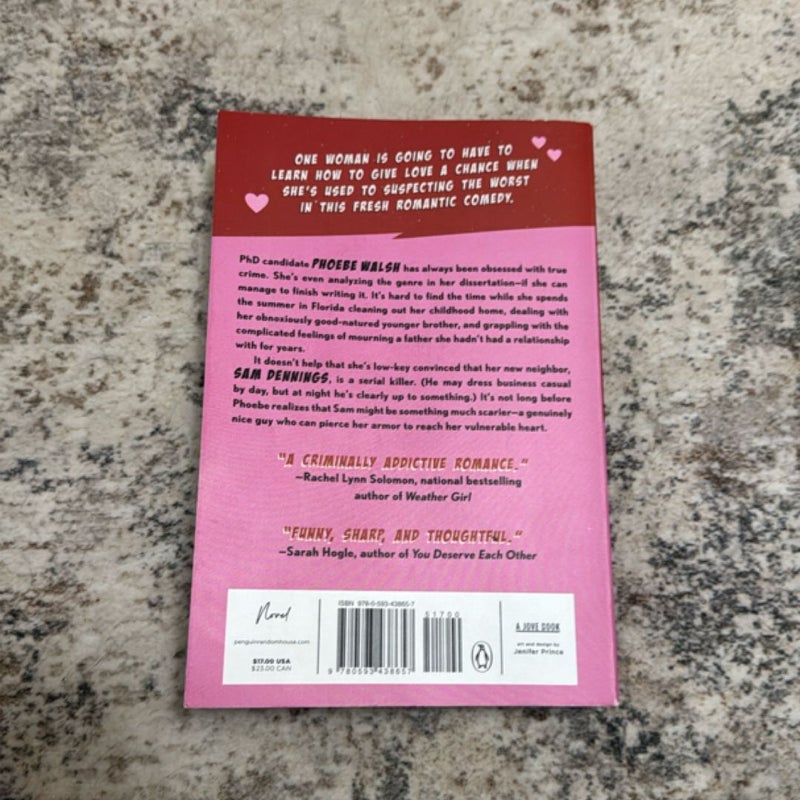 ONE WOMAN IS GOING TO HAVE TO
LEARN HOW TO GIVE LOVE A CHANCE WHEN
SHE'S USED TO SUSPECTING THE WORST
IN THIS FRESH ROMANTIC COMEDY.
PhD candidate PHOEBE WALSH has always been obsessed with true
crime. She's even analyzing the genre in her dissertation—if she can
manage to finish writing it. It's hard to find the time while she spends
the summer in Florida cleaning out her childhood home, dealing with
her obnoxiously good-natured younger brother, and grappling with the
complicated feelings of mourning a father she hadn't had a relationship
with for years.
It doesn't help that she's low-key convinced that her new neighbor,
SAM DENNINGS, is a serial killer. (He may dress business casual
by day, but at night he's clearly up to something.) It's not long before
Phoebe realizes that Sam might be something much scarier—a genuinely
nice guy who can pierce her armor to reach her vulnerable heart.
"A CRIMINALLY ADDICTIVE ROMANCE."
—Rachel Lynn Solomon, national bestselling
author of Weather Girl
"FUNNY, SHARP, AND THOUGHTFUL."
—Sarah Hogle, author of You Deserve Each Other
Novel
penguinrandomhouse.com
$17.00 USA
$23.00 CAN
ISBN 978-0-593-43865-7
51700
9 780593 438657
A JOVE BOOK
art and design by
Jenifer Prince